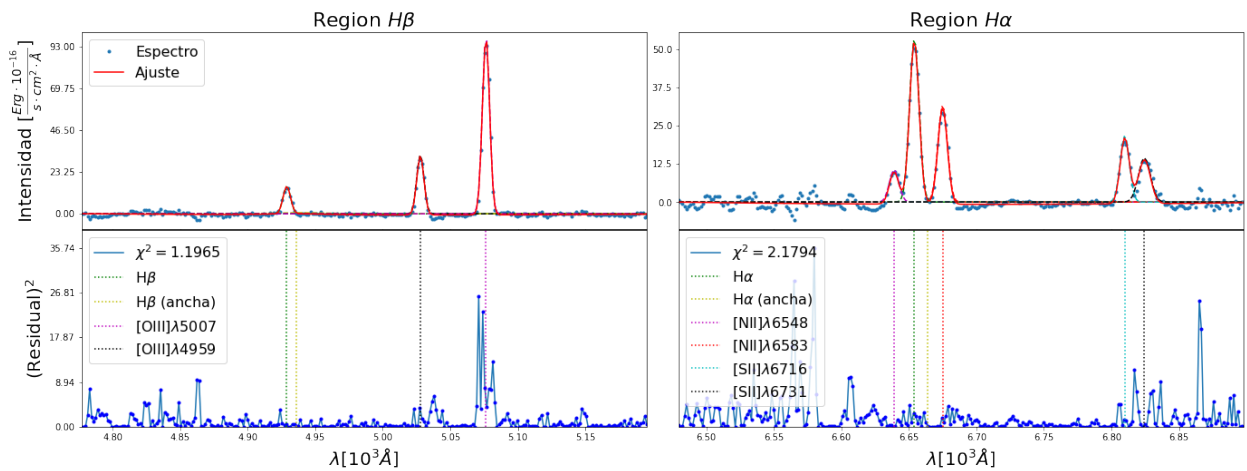 Region Hβ
Region Hα
Intensidad [Erg·10⁻¹⁶ / s·cm²·Å]
93.00
69.75
46.50
23.25
0.00
Espectro
Ajuste
50.0
37.5
25.0
12.5
0.0
(Residual)²
35.74
26.81
17.87
8.94
0.00
χ² = 1.1965
Hβ
Hβ (ancha)
[OIII]λ5007
[OIII]λ4959
χ² = 2.1794
Hα
Hα (ancha)
[NII]λ6548
[NII]λ6583
[SII]λ6716
[SII]λ6731
4.80 4.85 4.90 4.95 5.00 5.05 5.10 5.15
6.50 6.55 6.60 6.65 6.70 6.75 6.80 6.85
λ[10³Å]
λ[10³Å]